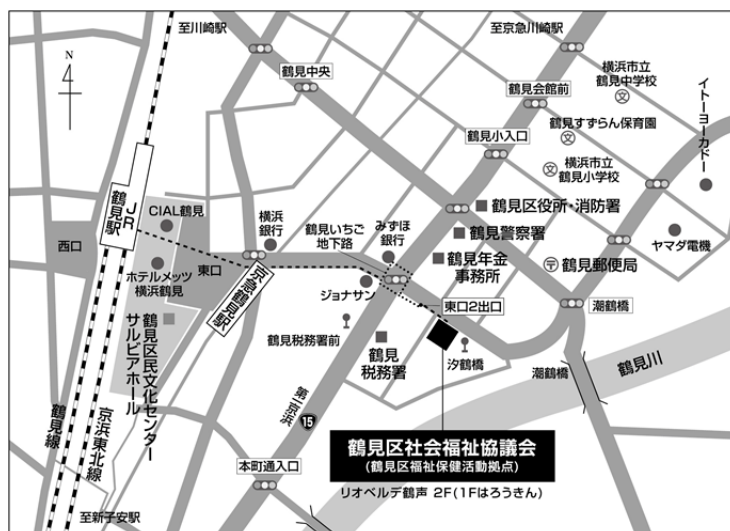 至川崎駅
至京急川崎駅
N
鶴見中央
鶴見会館前
横浜市立
鶴見中学校
文
イトーヨーカドー
鶴見小入口
鶴見すずらん保育園
文
横浜市立
鶴見小学校
文
JR
鶴見駅
CIAL鶴見
西口
東口
ホテルメッツ
横浜鶴見
横浜
銀行
鶴見いちご
地下路
みずほ
銀行
鶴見区役所・消防署
鶴見警察署
鶴見年金
事務所
〒
鶴見郵便局
ヤマダ電機
京急鶴見駅
ジョナサン
東口2出口
潮鶴橋
鶴見区民文化センター
サルビアホール
鶴見税務署前
鶴見
税務署
汐鶴橋
潮鶴橋
鶴見川
鶴見線
京浜東北線
第一京浜
15
本町通入口
鶴見区社会福祉協議会
(鶴見区福祉保健活動拠点)
リオベルデ鶴声 2F(1Fはろうきん)
至新子安駅